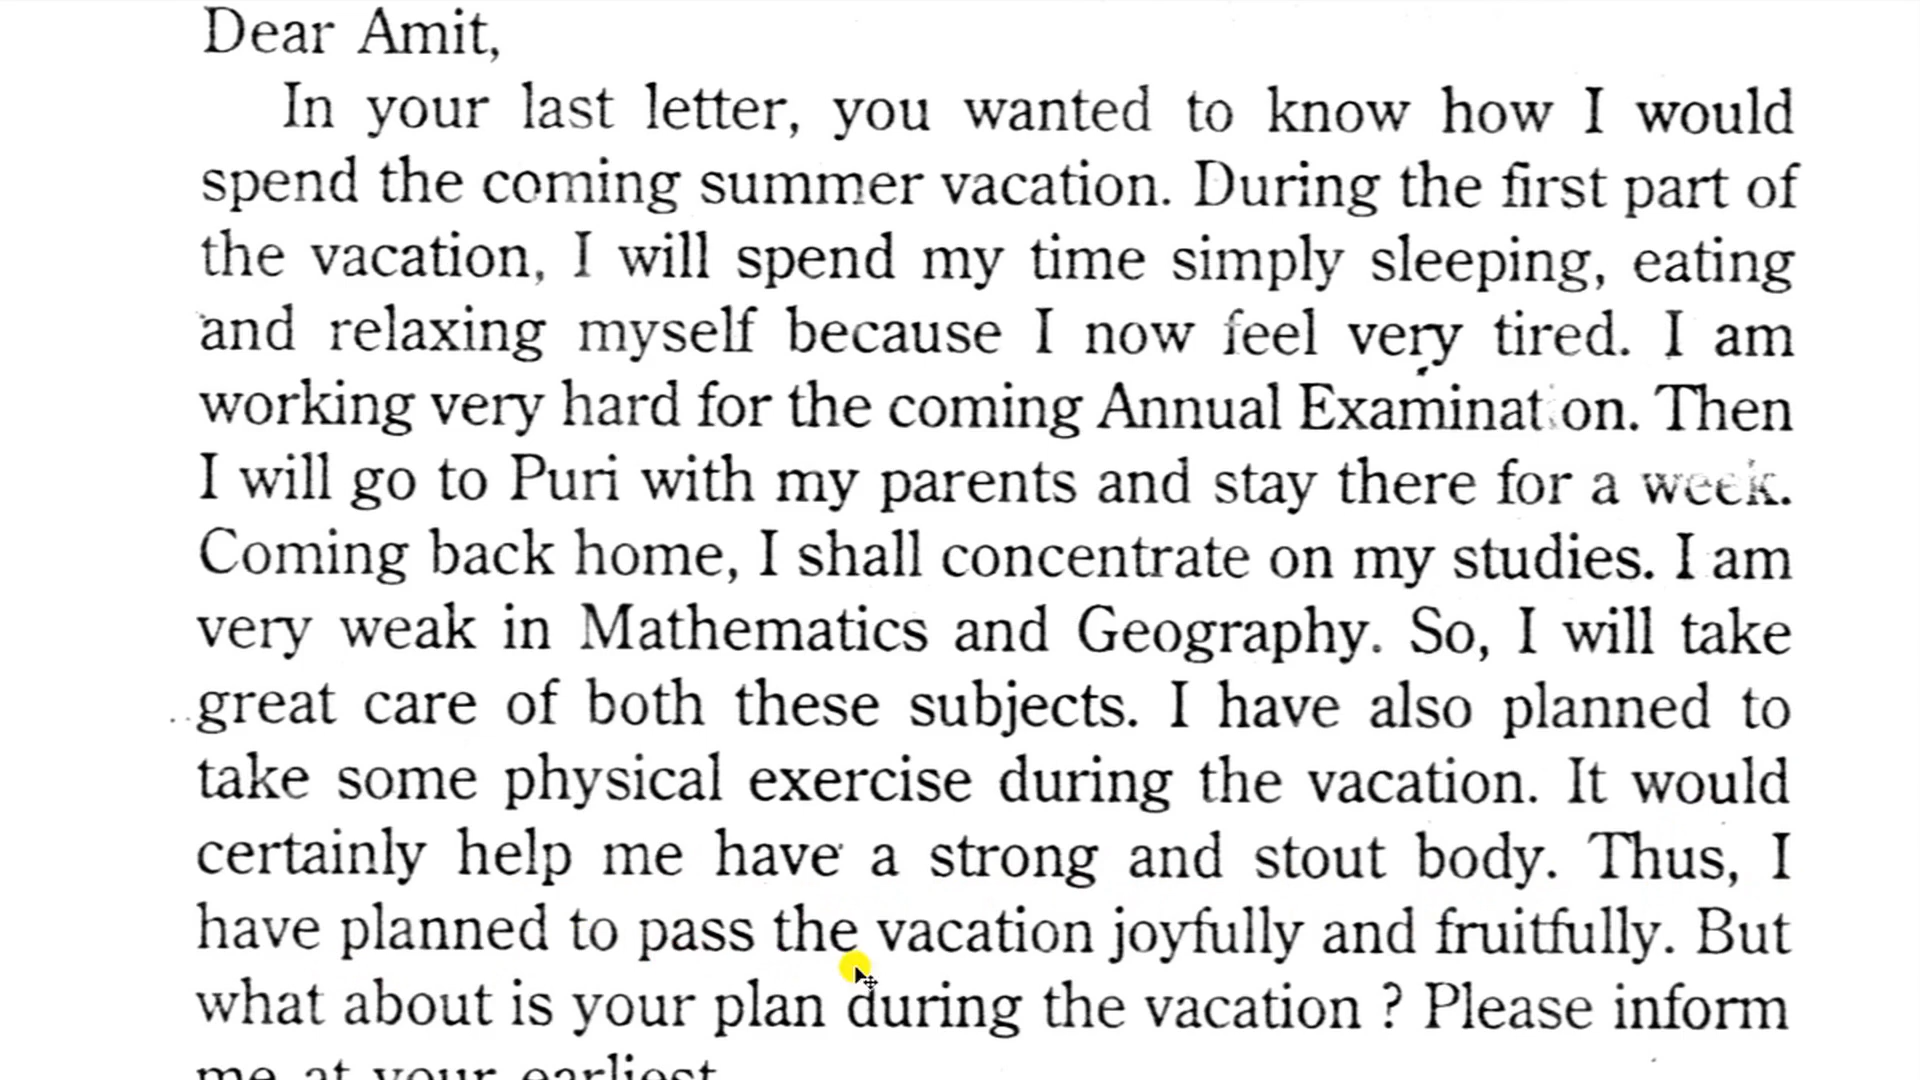 Dear Amit,
In your last letter, you wanted to know how I would
spend the coming summer vacation. During the first part of
the vacation, I will spend my time simply sleeping, eating
and relaxing myself because I now feel very tired. I am
working very hard for the coming Annual Examination. Then
I will go to Puri with my parents and stay there for a week.
Coming back home, I shall concentrate on my studies. I am
very weak in Mathematics and Geography. So, I will take
great care of both these subjects. I have also planned to
take some physical exercise during the vacation. It would
certainly help me have a strong and stout body. Thus, I
have planned to pass the vacation joyfully and fruitfully. But
what about is your plan during the vacation ? Please inform
me at your earliest